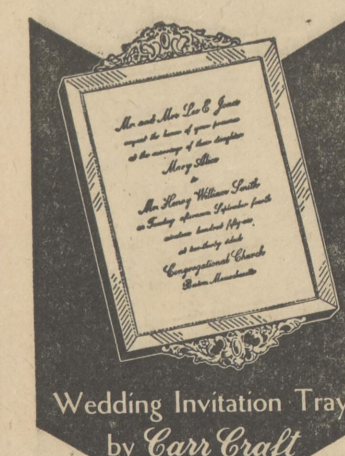 Mr. and Mrs. Lee E. Jones
request the honor of your presence
at the marriage of their daughter
Mary Alice
to
Mr. Henry William Smith
on Tuesday afternoon, September fourth
nineteen hundred fifty-one
at two-thirty o'clock
Congregational Church
Boston, Massachusetts
Wedding Invitation Tray
by Carr Craft